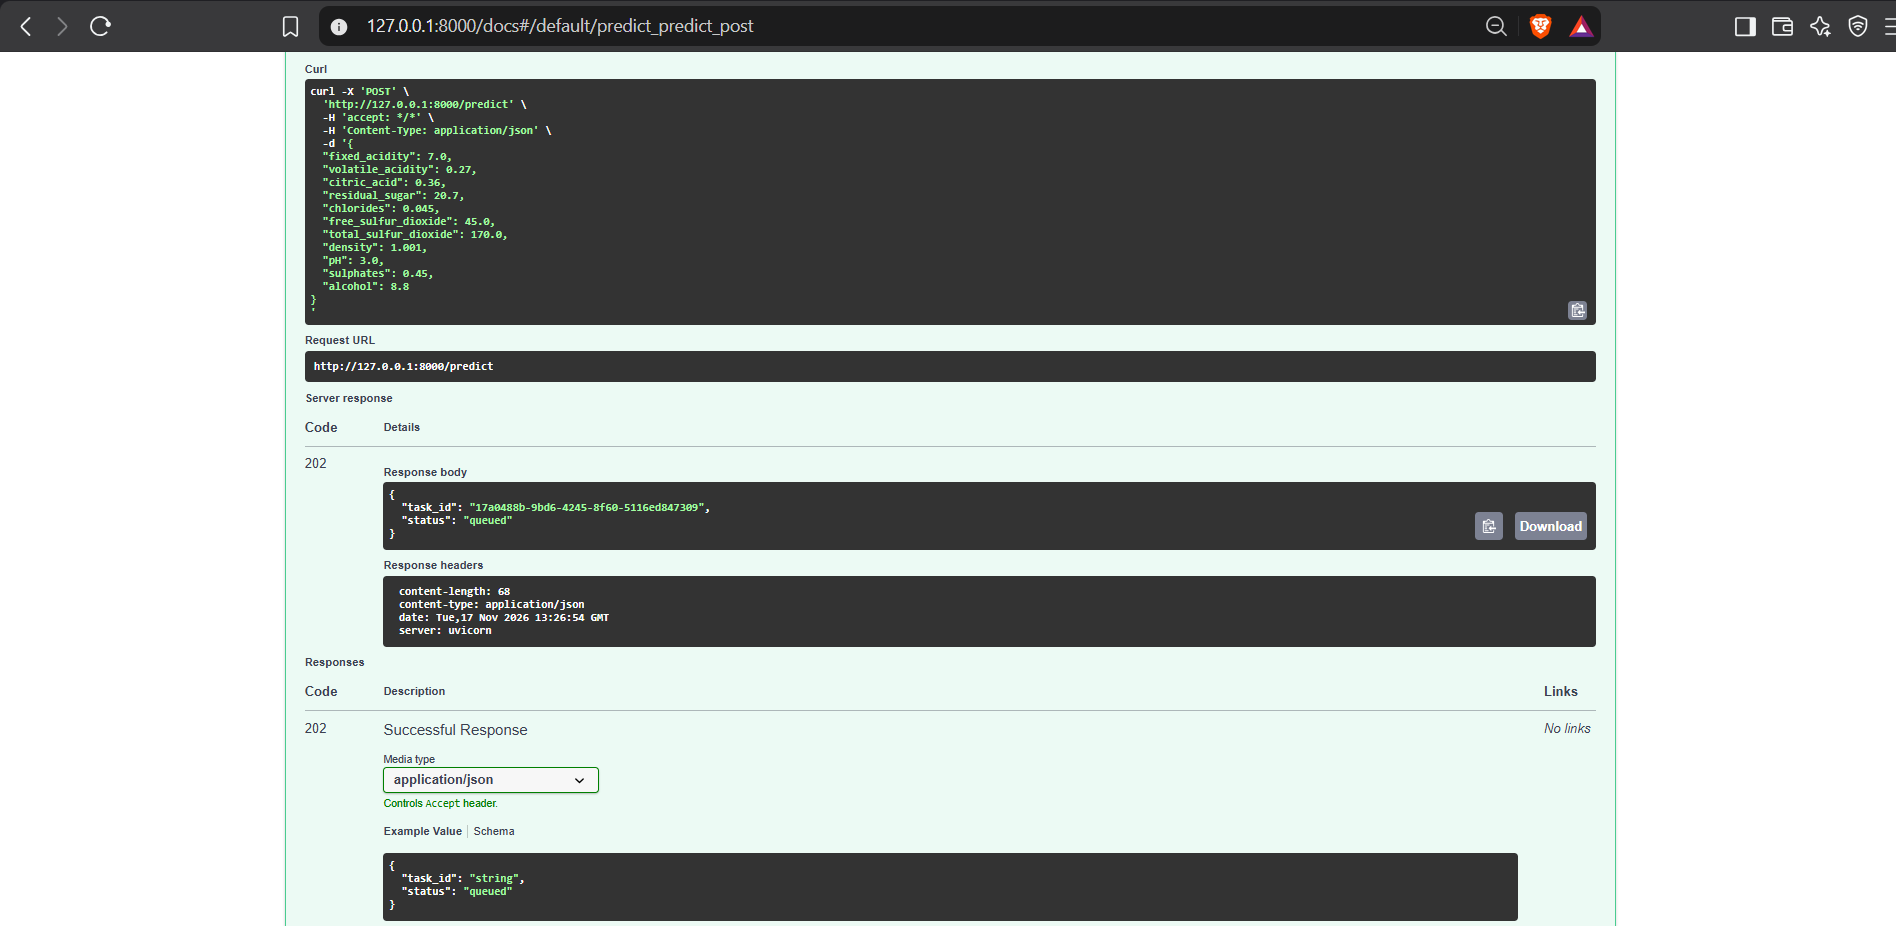 127.0.0.1:8000/docs#/default/predict_predict_post
Curl
curl -X 'POST' \
  'http://127.0.0.1:8000/predict' \
  -H 'accept: */*' \
  -H 'Content-Type: application/json' \
  -d '{
  "fixed_acidity": 7.0,
  "volatile_acidity": 0.27,
  "citric_acid": 0.36,
  "residual_sugar": 20.7,
  "chlorides": 0.045,
  "free_sulfur_dioxide": 45.0,
  "total_sulfur_dioxide": 170.0,
  "density": 1.001,
  "pH": 3.0,
  "sulphates": 0.45,
  "alcohol": 8.8
}
'
Request URL
http://127.0.0.1:8000/predict
Server response
Code Details
202
Response body
{
  "task_id": "17a0488b-9bd6-4245-8f60-5116ed847309",
  "status": "queued"
}
Download
Response headers
content-length: 68
content-type: application/json
date: Tue,17 Nov 2026 13:26:54 GMT
server: uvicorn
Responses
Code Description Links
202 Successful Response No links
Media type
application/json
Controls Accept header.
Example Value Schema
{
  "task_id": "string",
  "status": "queued"
}